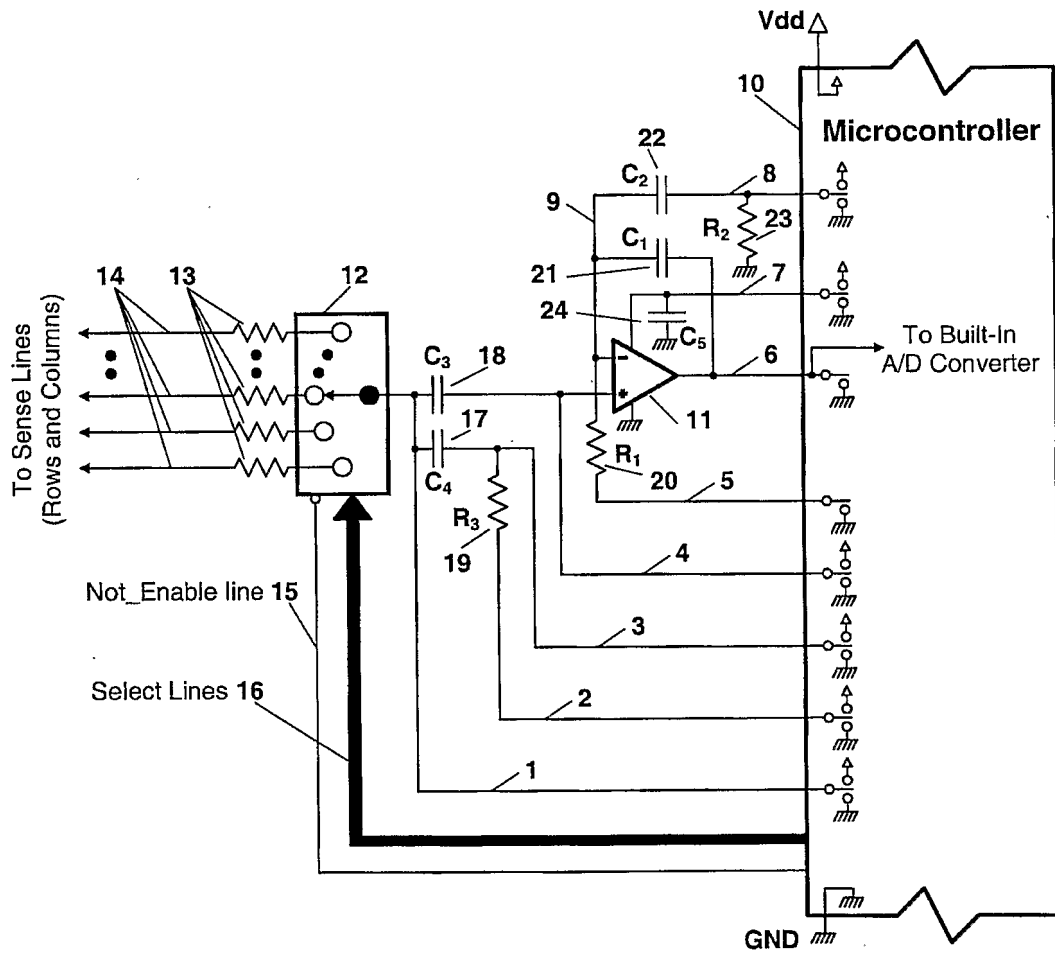 Vdd
10
Microcontroller
22
C2
8
9
R2
23
C1
21
7
24
C5
To Built-In
A/D Converter
6
14
13
12
To Sense Lines
(Rows and Columns)
C3
18
-
+
11
17
C4
R1
20
5
R3
19
4
Not_Enable line 15
3
Select Lines 16
2
1
GND